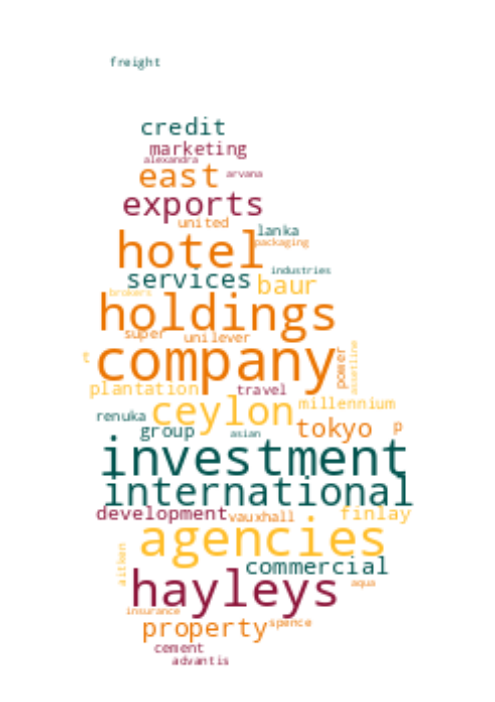 freight
credit
marketing
alexandra
east arvana
exports
united
lanka
hotel packaging
services industries
baur
brokers
holdings
super unilever
company
r
power
assetline
plantation travel
millennium
ceylon
renuka
group asian
tokyo p
investment
international
development vauxhall finlay
agencies
aitken
commercial
hayleys aqua
insurance
property spence
cement
advantis